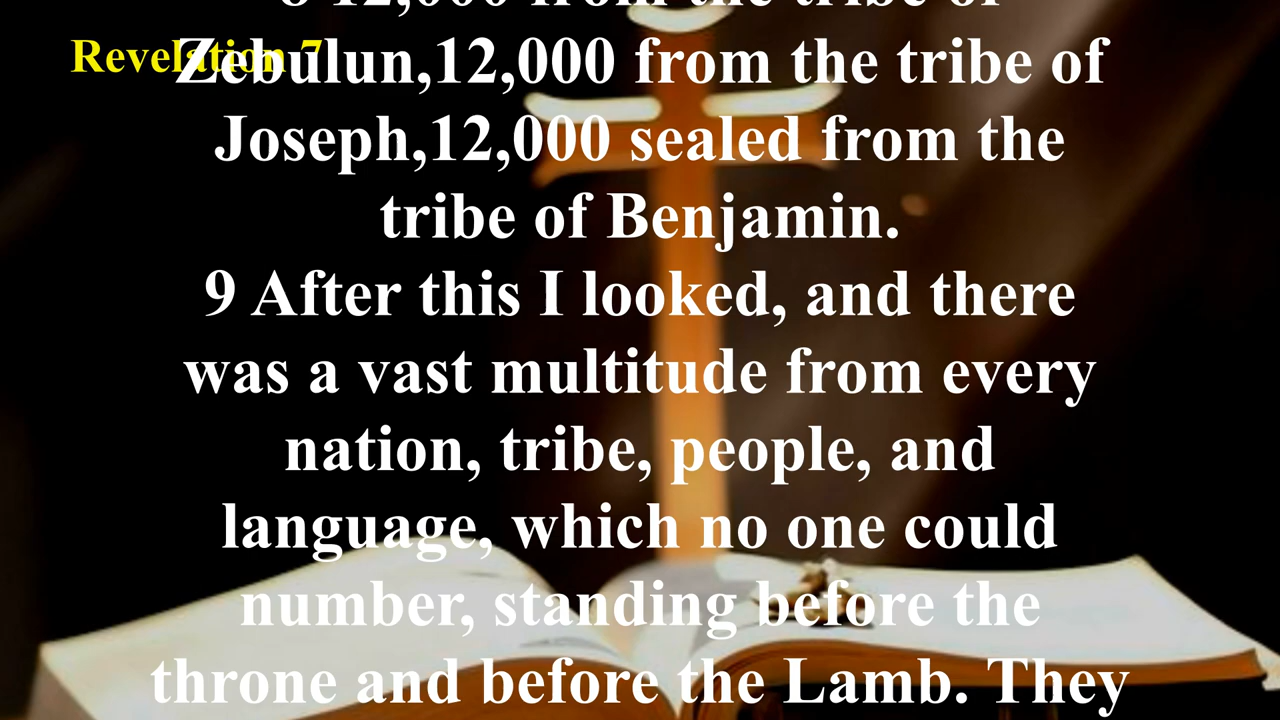 8 12,000 from the tribe of
Revelation 7
Zebulun,12,000 from the tribe of
Joseph,12,000 sealed from the
tribe of Benjamin.
9 After this I looked, and there
was a vast multitude from every
nation, tribe, people, and
language, which no one could
number, standing before the
throne and before the Lamb. They